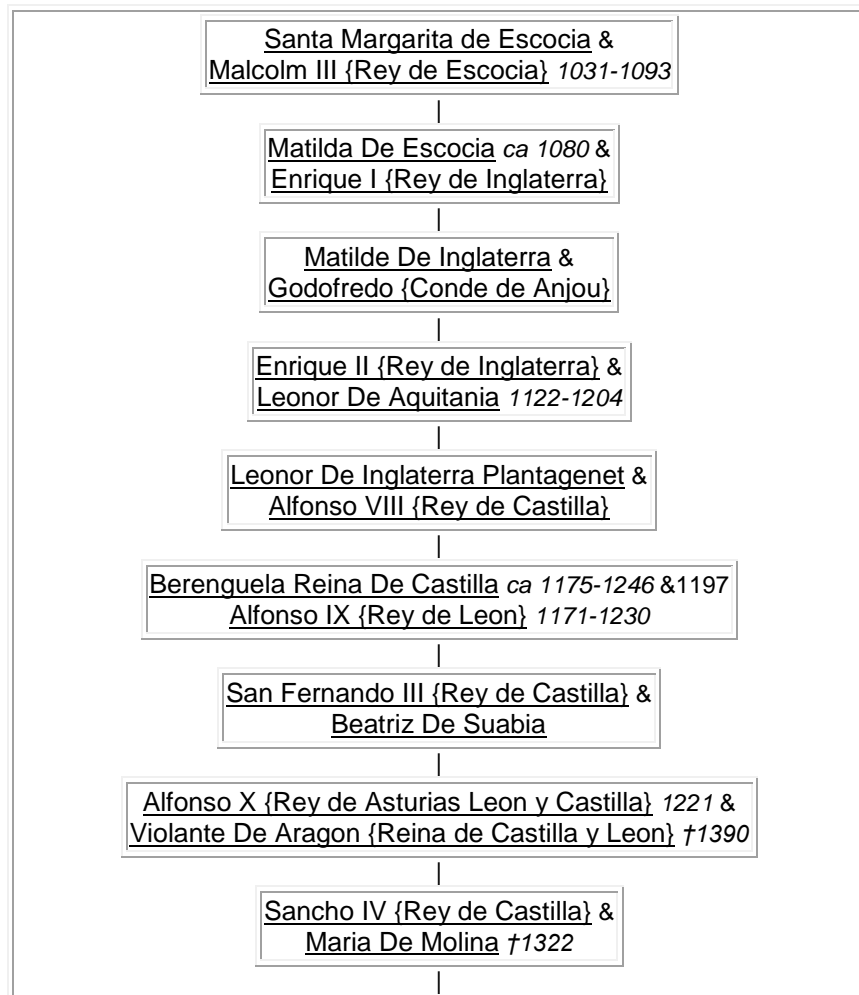 Santa Margarita de Escocia &
Malcolm III {Rey de Escocia} 1031-1093
Matilda De Escocia ca 1080 &
Enrique I {Rey de Inglaterra}
Matilde De Inglaterra &
Godofredo {Conde de Anjou}
Enrique II {Rey de Inglaterra} &
Leonor De Aquitania 1122-1204
Leonor De Inglaterra Plantagenet &
Alfonso VIII {Rey de Castilla}
Berenguela Reina De Castilla ca 1175-1246 &1197
Alfonso IX {Rey de Leon} 1171-1230
San Fernando III {Rey de Castilla} &
Beatriz De Suabia
Alfonso X {Rey de Asturias Leon y Castilla} 1221 &
Violante De Aragon {Reina de Castilla y Leon} †1390
Sancho IV {Rey de Castilla} &
Maria De Molina †1322